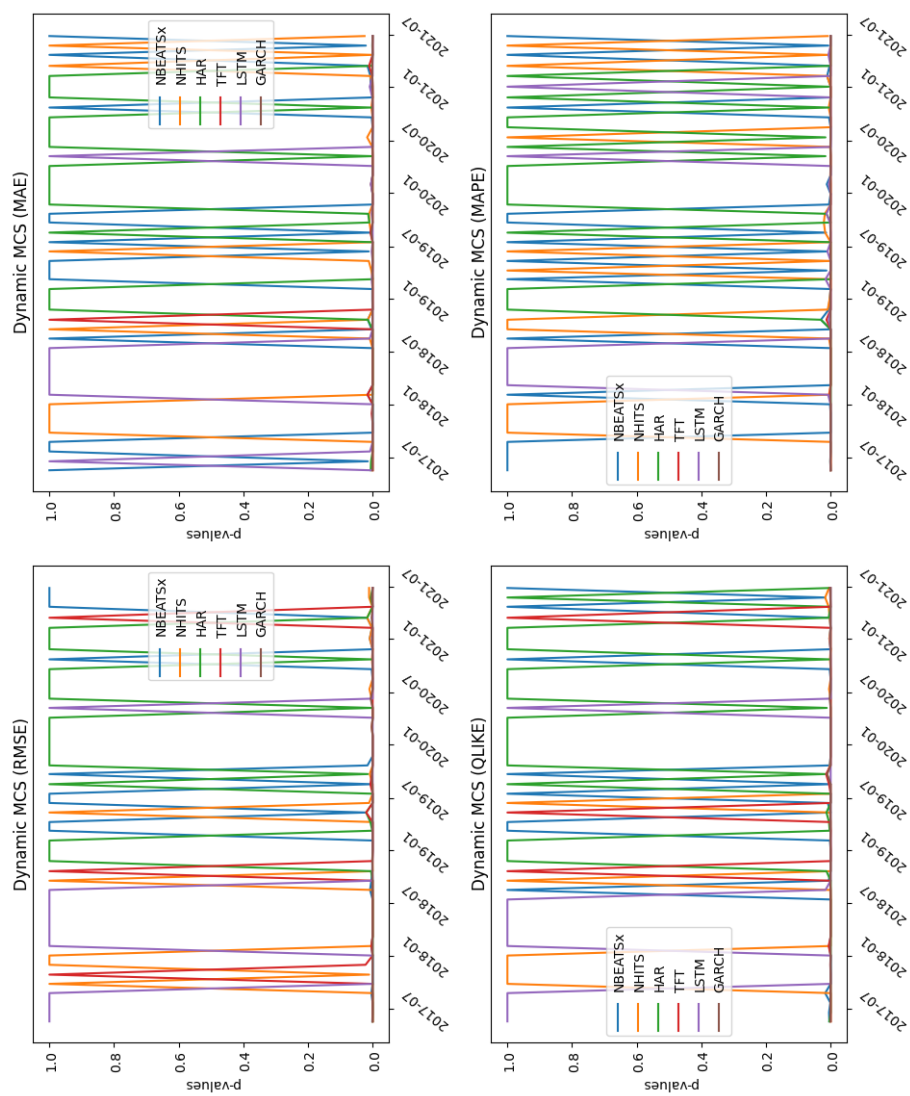 Dynamic MCS (RMSE)
p-values
1.0
0.8
0.6
0.4
0.2
0.0
NBEATSx
NHITS
HAR
TFT
LSTM
GARCH
2017-07
2018-01
2018-07
2019-01
2019-07
2020-01
2020-07
2021-01
2021-07
Dynamic MCS (MAE)
p-values
1.0
0.8
0.6
0.4
0.2
0.0
NBEATSx
NHITS
HAR
TFT
LSTM
GARCH
2017-07
2018-01
2018-07
2019-01
2019-07
2020-01
2020-07
2021-01
2021-07
Dynamic MCS (QLIKE)
p-values
1.0
0.8
0.6
0.4
0.2
0.0
NBEATSx
NHITS
HAR
TFT
LSTM
GARCH
2017-07
2018-01
2018-07
2019-01
2019-07
2020-01
2020-07
2021-01
2021-07
Dynamic MCS (MAPE)
p-values
1.0
0.8
0.6
0.4
0.2
0.0
NBEATSx
NHITS
HAR
TFT
LSTM
GARCH
2017-07
2018-01
2018-07
2019-01
2019-07
2020-01
2020-07
2021-01
2021-07